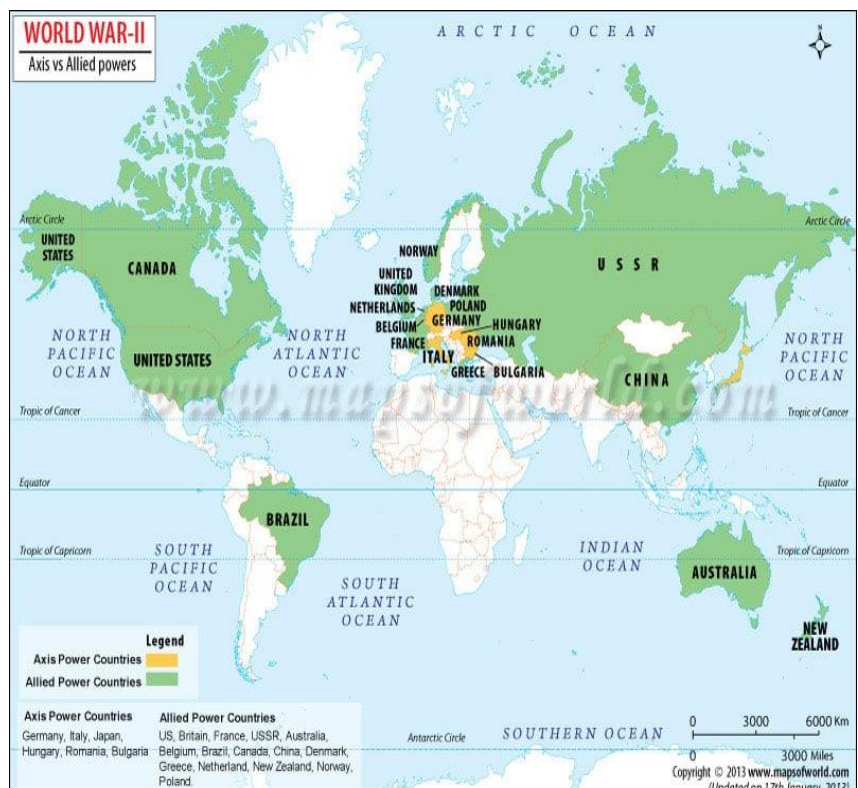 WORLD WAR-II
Axis vs Allied powers
ARCTIC OCEAN
N
Arctic Circle
Arctic Circle
UNITED
STATES
CANADA
NORWAY
USSR
UNITED
KINGDOM
DENMARK
NETHERLANDS
POLAND
GERMANY
BELGIUM
HUNGARY
FRANCE
ROMANIA
ITALY
GREECE
BULGARIA
NORTH
PACIFIC
OCEAN
UNITED STATES
NORTH
ATLANTIC
OCEAN
CHINA
NORTH
PACIFIC
OCEAN
www.mapsofworld.com
Tropic of Cancer
Tropic of Cancer
Equator
Equator
BRAZIL
Tropic of Capricorn
Tropic of Capricorn
SOUTH
PACIFIC
OCEAN
SOUTH
ATLANTIC
OCEAN
INDIAN
OCEAN
AUSTRALIA
NEW
ZEALAND
Legend
Axis Power Countries
Allied Power Countries
Axis Power Countries
Germany, Italy, Japan,
Hungary, Romania, Bulgaria
Allied Power Countries
US, Britain, France, USSR, Australia,
Belgium, Brazil, Canada, China, Denmark,
Greece, Netherland, New Zealand, Norway,
Poland.
Antarctic Circle
SOUTHERN OCEAN
0 3000 6000 Km
0 3000 Miles
Copyright © 2013 www.mapsofworld.com
(Updated on 17th January, 2013)